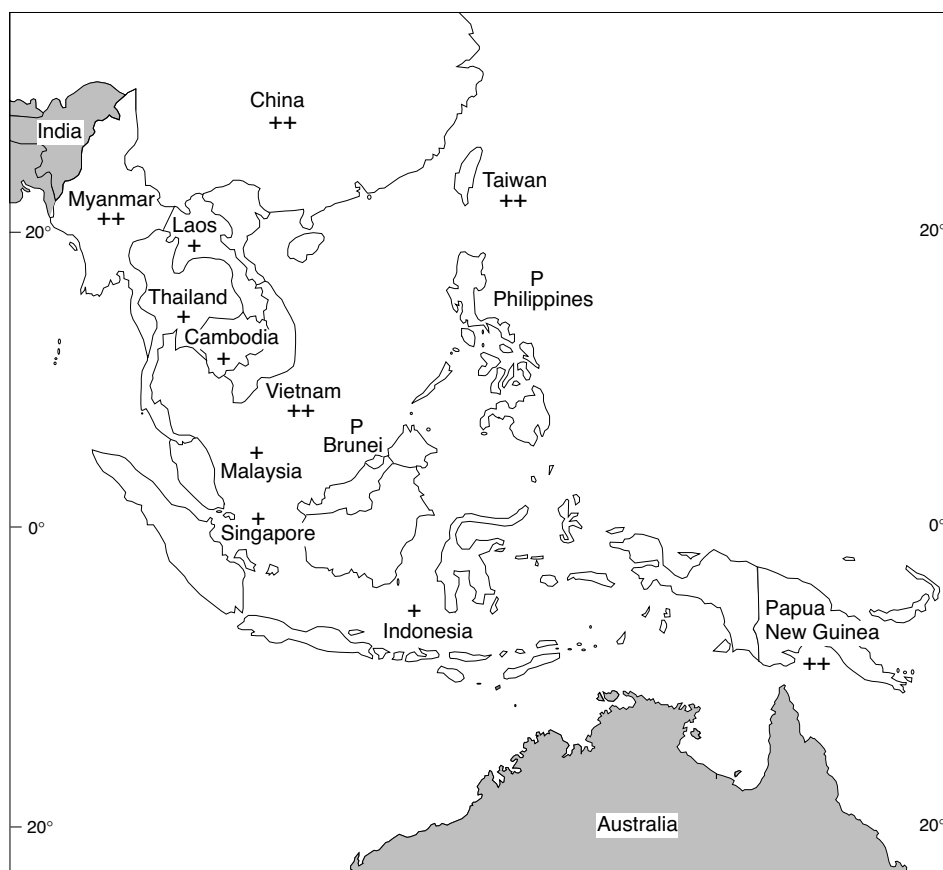 China
++
India
Taiwan
++
Myanmar
++
Laos
+
20°
20°
P
Philippines
Thailand
+
Cambodia
+
Vietnam
++
P
Brunei
+
Malaysia
+
Singapore
0°
0°
+
Indonesia
Papua
New Guinea
++
Australia
20°
20°